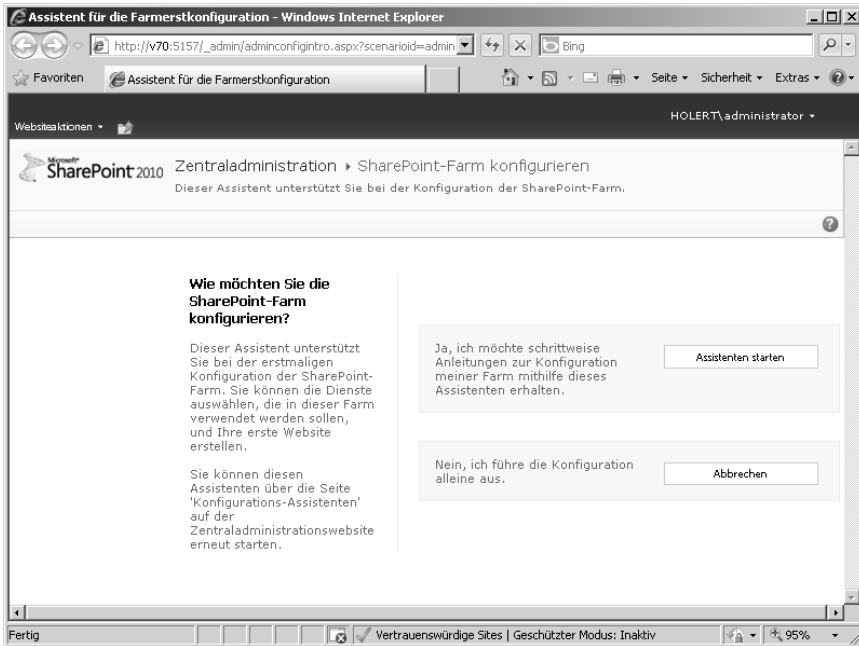 Assistent für die Farmerstkonfiguration - Windows Internet Explorer
http://v70:5157/_admin/adminconfigintro.aspx?scenarioid=admin
Bing
Favoriten
Assistent für die Farmerstkonfiguration
Seite
Sicherheit
Extras
HOLERT\administrator
Websiteaktionen
Microsoft
SharePoint 2010
Zentraladministration
SharePoint-Farm konfigurieren
Dieser Assistent unterstützt Sie bei der Konfiguration der SharePoint-Farm.
Wie möchten Sie die
SharePoint-Farm
konfigurieren?
Dieser Assistent unterstützt
Sie bei der erstmaligen
Konfiguration der SharePoint-
Farm. Sie können die Dienste
auswählen, die in dieser Farm
verwendet werden sollen,
und Ihre erste Website
erstellen.
Sie können diesen
Assistenten über die Seite
'Konfigurations-Assistenten'
auf der
Zentraladministrationswebsite
erneut starten.
Ja, ich möchte schrittweise
Anleitungen zur Konfiguration
meiner Farm mithilfe dieses
Assistenten erhalten.
Assistenten starten
Nein, ich führe die Konfiguration
alleine aus.
Abbrechen
Fertig
Vertrauenswürdige Sites | Geschützter Modus: Inaktiv
95%